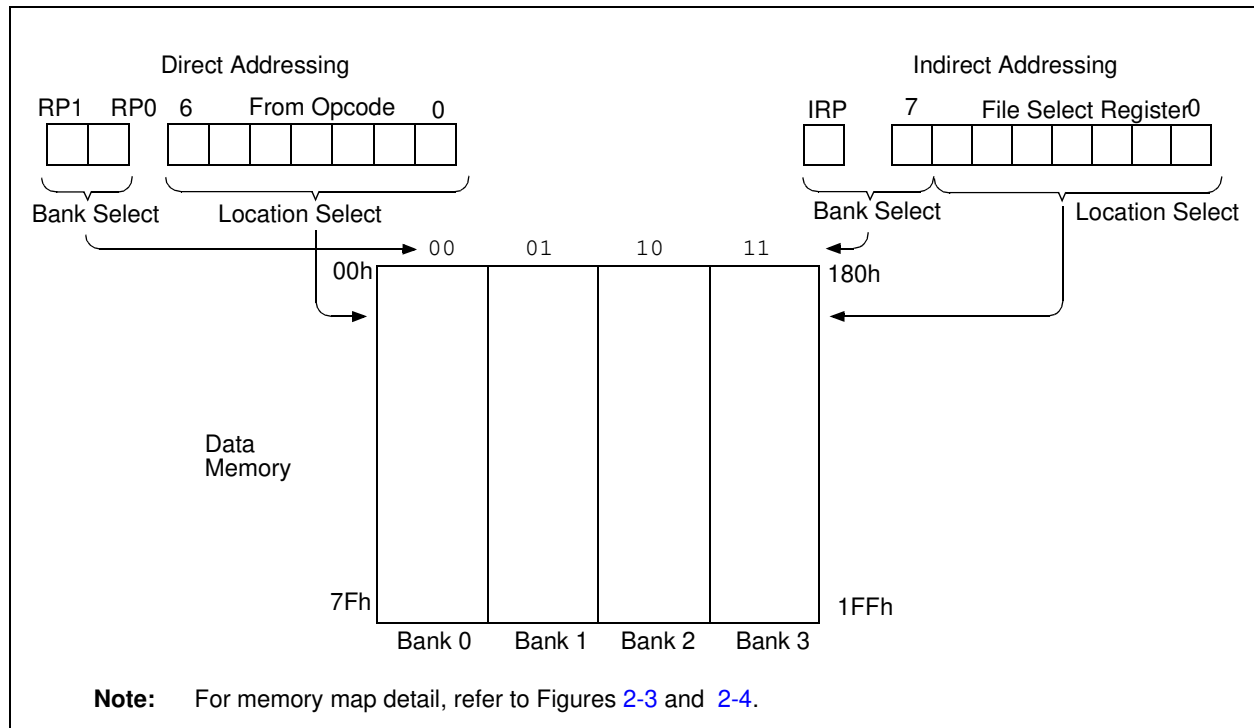 Direct Addressing
Indirect Addressing
RP1 RP0 6 From Opcode 0
IRP 7 File Select Register0
Bank Select Location Select
Bank Select Location Select
00 01 10 11
00h 180h
Data
Memory
7Fh 1FFh
Bank 0 Bank 1 Bank 2 Bank 3
Note: For memory map detail, refer to Figures 2-3 and 2-4.